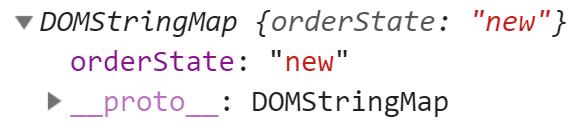 DOMStringMap {orderState: "new"}
orderState: "new"
__proto__: DOMStringMap